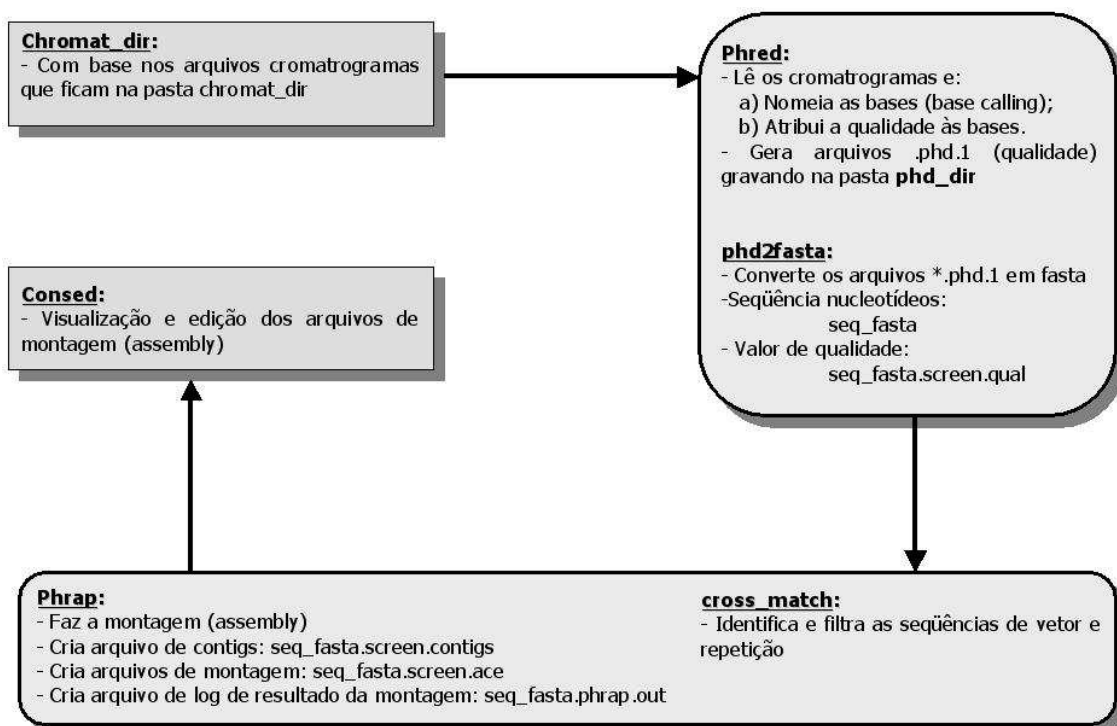 Chromat_dir:
- Com base nos arquivos cromatrogramas
que ficam na pasta chromat_dir
Phred:
- Lê os cromatrogramas e:
a) Nomeia as bases (base calling);
b) Atribui a qualidade às bases.
- Gera arquivos .phd.1 (qualidade)
gravando na pasta phd_dir
phd2fasta:
- Converte os arquivos *.phd.1 em fasta
-Seqüência nucleotídeos:
seq_fasta
- Valor de qualidade:
seq_fasta.screen.qual
Consed:
- Visualização e edição dos arquivos de
montagem (assembly)
Phrap:
- Faz a montagem (assembly)
- Cria arquivo de contigs: seq_fasta.screen.contigs
- Cria arquivos de montagem: seq_fasta.screen.ace
- Cria arquivo de log de resultado da montagem: seq_fasta.phrap.out
cross_match:
- Identifica e filtra as seqüências de vetor e
repetição